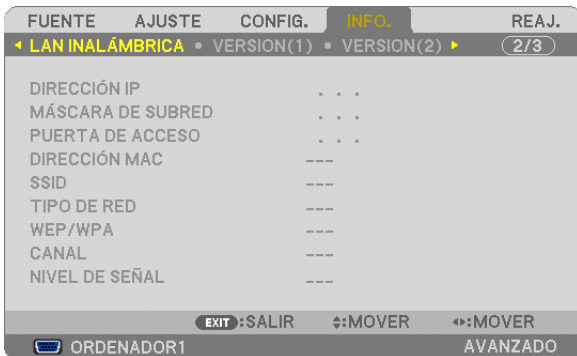 FUENTE AJUSTE CONFIG. INFO. REAJ.
LAN INALÁMBRICA • VERSION(1) • VERSION(2) 2/3
DIRECCIÓN IP . . .
MÁSCARA DE SUBRED . . .
PUERTA DE ACCESO . . .
DIRECCIÓN MAC ---
SSID ---
TIPO DE RED ---
WEP/WPA ---
CANAL ---
NIVEL DE SEÑAL ---
EXIT :SALIR :MOVER :MOVER
ORDENADOR1 AVANZADO